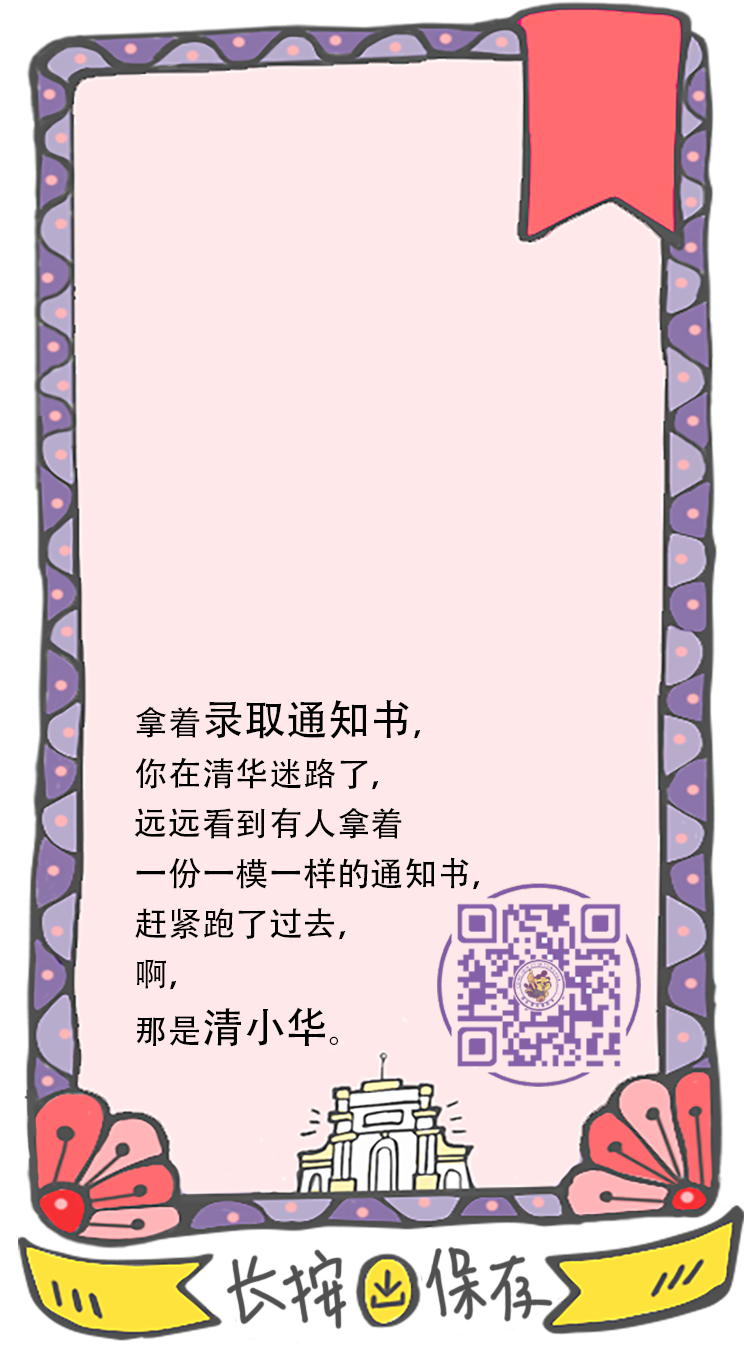 拿着录取通知书，
你在清华迷路了，
远远看到有人拿着
一份一模一样的通知书，
赶紧跑了过去，
啊，
那是清小华。
长按保存